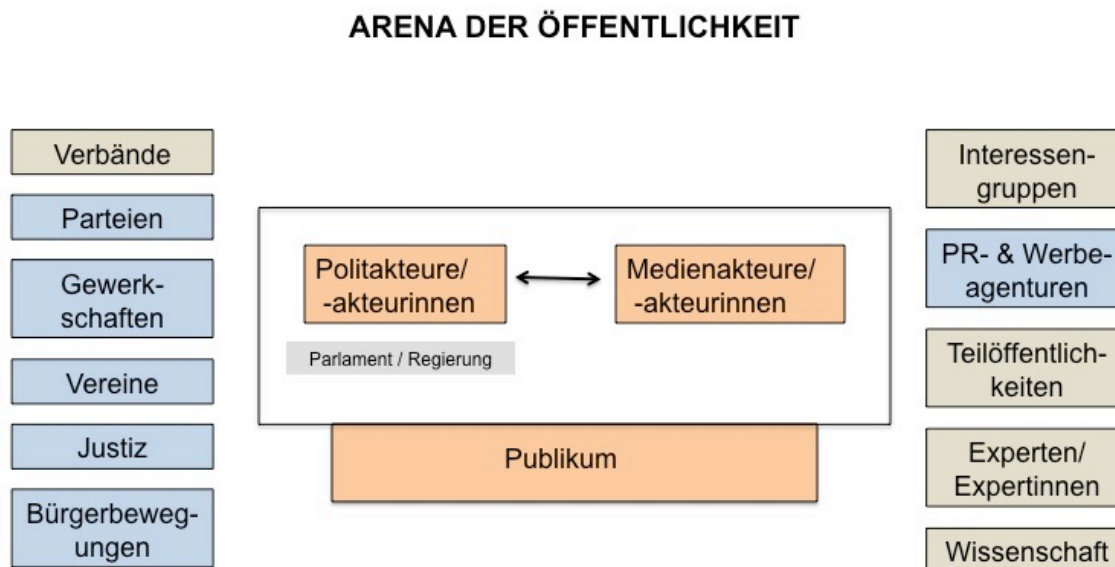 ARENA DER ÖFFENTLICHKEIT
Verbände
Parteien
Gewerk-
schaften
Vereine
Justiz
Bürgerbeweg-
ungen
Politakteure/
-akteurinnen
Medienakteure/
-akteurinnen
Parlament / Regierung
Publikum
Interessen-
gruppen
PR- & Werbe-
agenturen
Teilöffentlich-
keiten
Experten/
Expertinnen
Wissenschaft